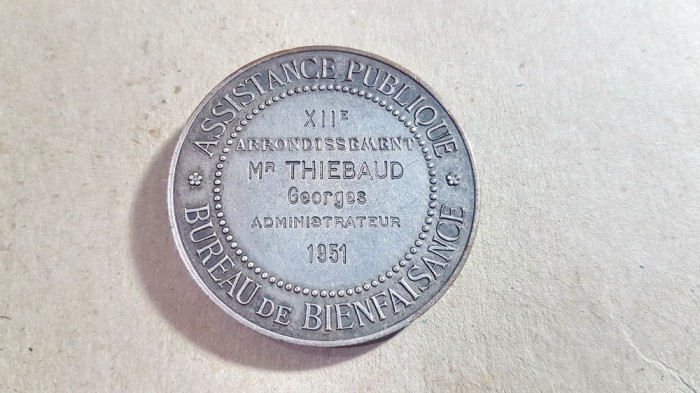 ASSISTANCE PUBLIQUE
XIIE
ARRONDISSEMENT
MR THIEBAUD
Georges
ADMINISTRATEUR
1951
BUREAU DE BIENFAISANCE